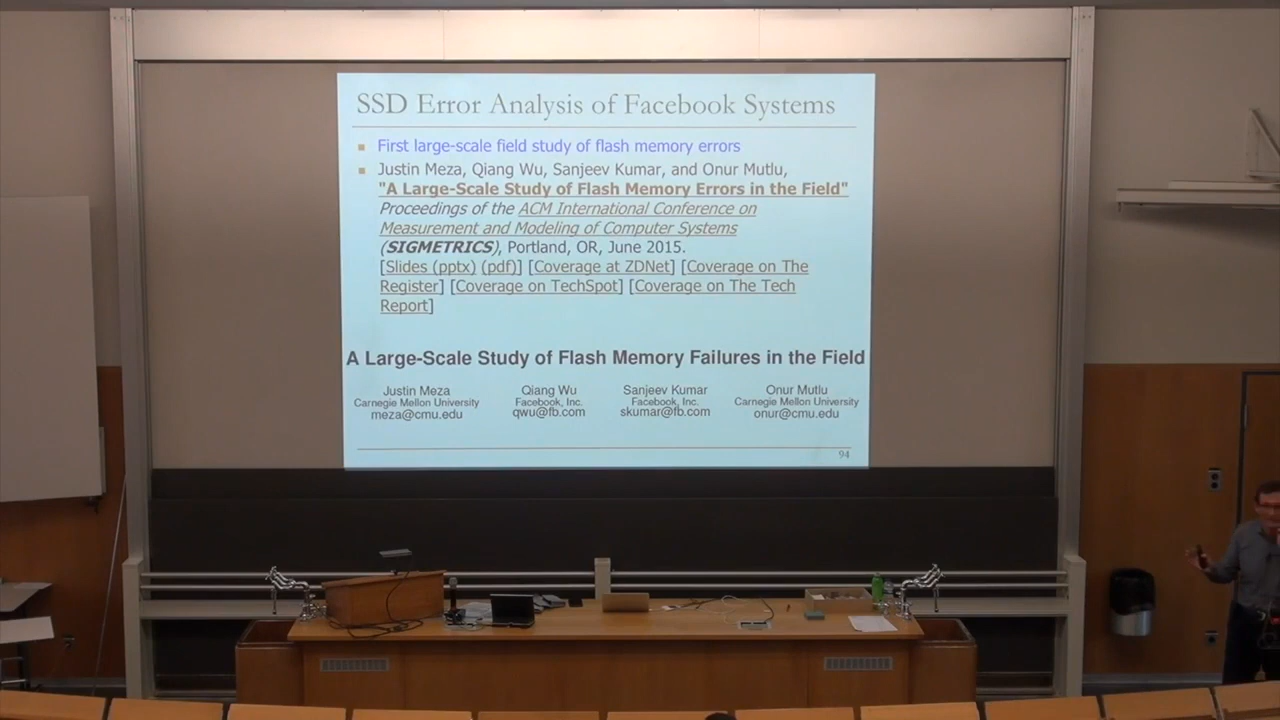 SSD Error Analysis of Facebook Systems
First large-scale field study of flash memory errors
Justin Meza, Qiang Wu, Sanjeev Kumar, and Onur Mutlu,
"A Large-Scale Study of Flash Memory Errors in the Field"
Proceedings of the ACM International Conference on
Measurement and Modeling of Computer Systems
(SIGMETRICS), Portland, OR, June 2015.
[Slides (pptx) (pdf)] [Coverage at ZDNet] [Coverage on The
Register] [Coverage on TechSpot] [Coverage on The Tech
Report]
A Large-Scale Study of Flash Memory Failures in the Field
Justin Meza Qiang Wu Sanjeev Kumar Onur Mutlu
Carnegie Mellon University Facebook, Inc. Facebook, Inc. Carnegie Mellon University
meza@cmu.edu qwu@fb.com skumar@fb.com onur@cmu.edu
94